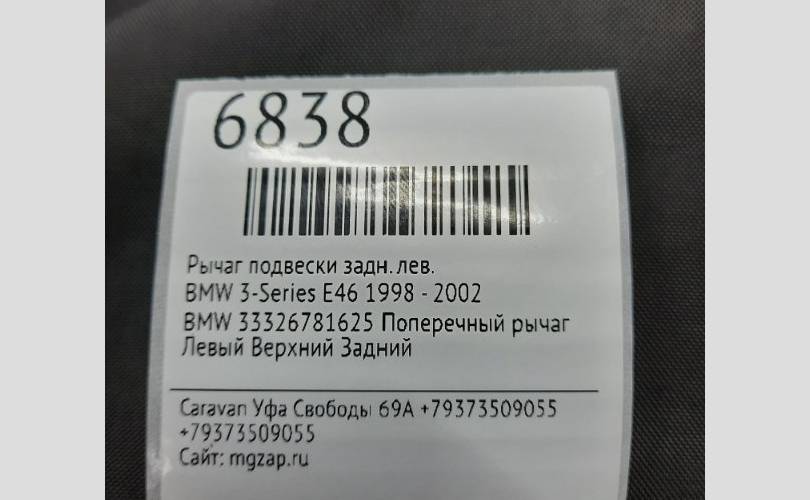 6838
Рычаг подвески задн. лев.
BMW 3-Series E46 1998 - 2002
BMW 33326781625 Поперечный рычаг
Левый Верхний Задний
Caravan Уфа Свободы 69А +79373509055
+79373509055
Сайт: mgzap.ru